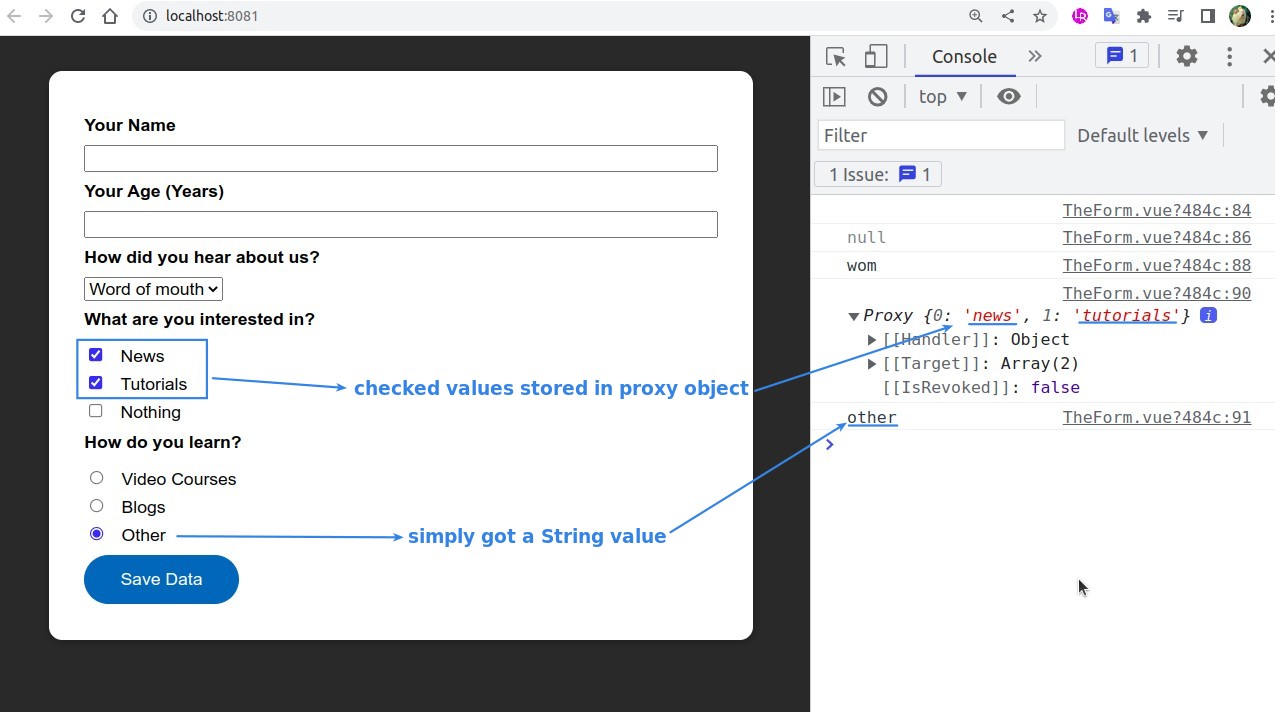 localhost:8081
Console
1
top
Filter
Default levels
1 Issue: 1
Your Name
Your Age (Years)
How did you hear about us?
Word of mouth
What are you interested in?
News
Tutorials
Nothing
checked values stored in proxy object
How do you learn?
Video Courses
Blogs
Other
simply got a String value
Save Data
TheForm.vue?484c:84
null TheForm.vue?484c:86
wom TheForm.vue?484c:88
TheForm.vue?484c:90
Proxy {0: 'news', 1: 'tutorials'} i
[[Handler]]: Object
[[Target]]: Array(2)
[[IsRevoked]]: false
other TheForm.vue?484c:91